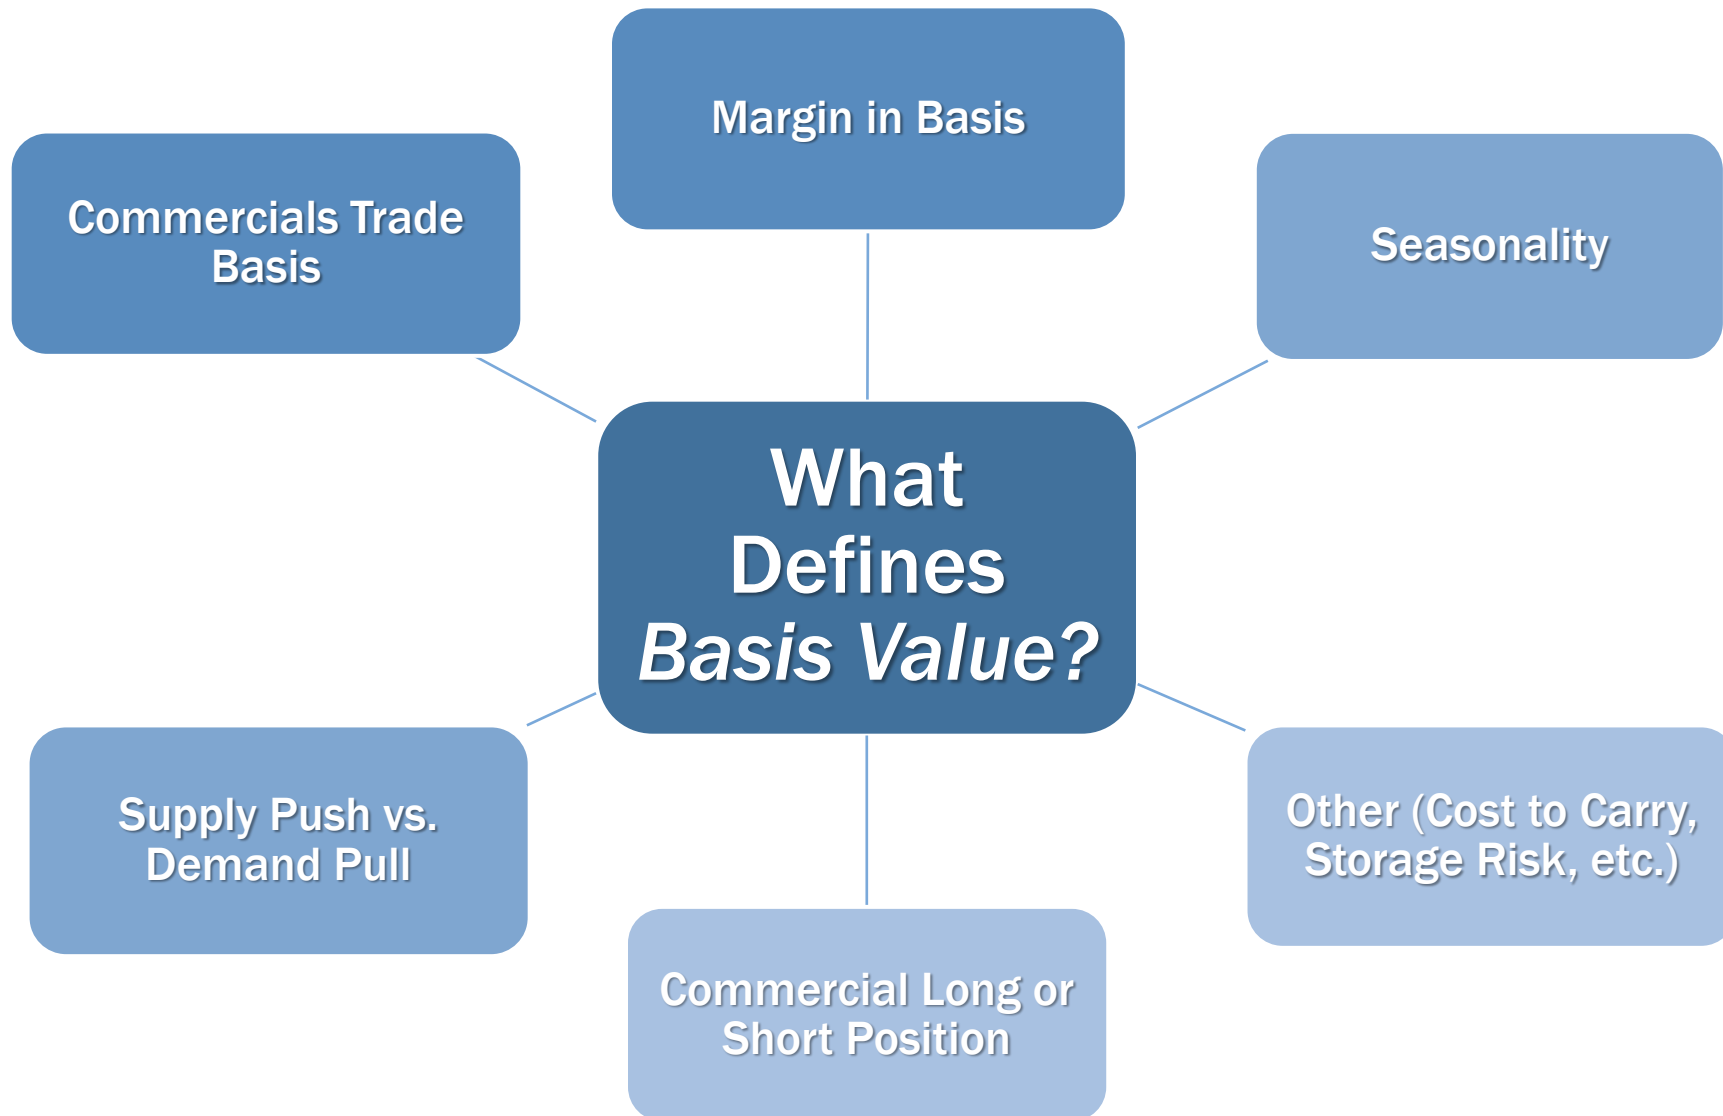 Margin in Basis
Commercials Trade
Basis
Seasonality
What
Defines
Basis Value?
Supply Push vs.
Demand Pull
Other (Cost to Carry,
Storage Risk, etc.)
Commercial Long or
Short Position